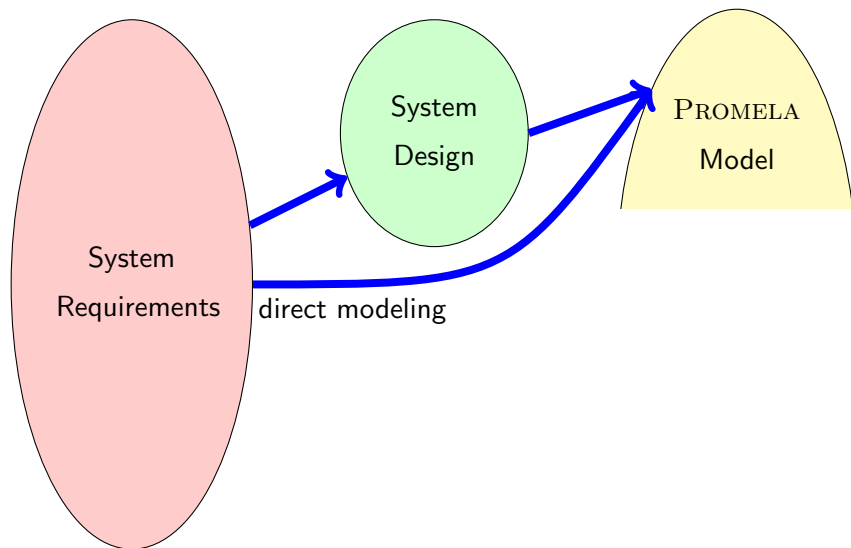 System
Requirements
System
Design
PROMELA
Model
direct modeling